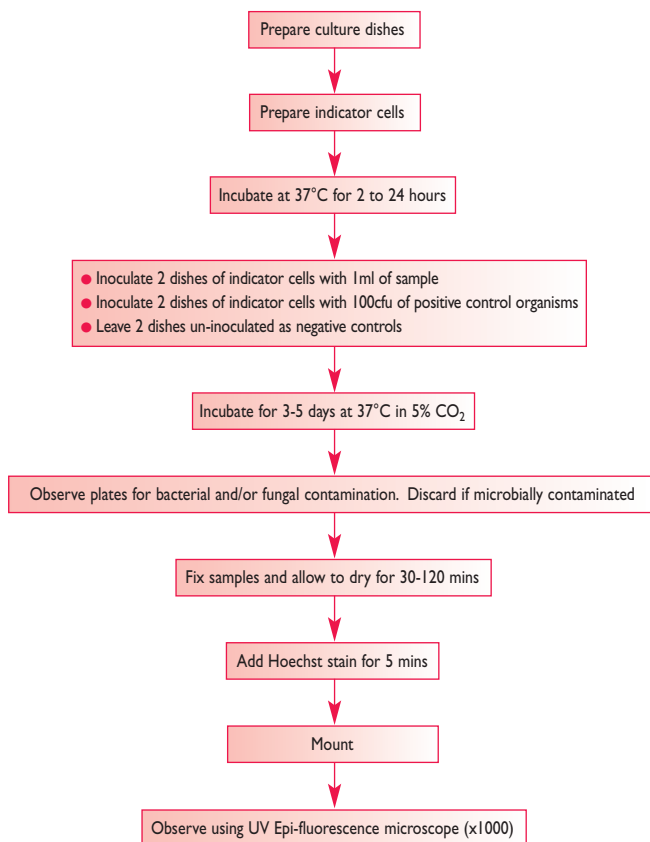 Prepare culture dishes
Prepare indicator cells
Incubate at 37°C for 2 to 24 hours
● Inoculate 2 dishes of indicator cells with 1ml of sample
● Inoculate 2 dishes of indicator cells with 100cfu of positive control organisms
● Leave 2 dishes un-inoculated as negative controls
Incubate for 3-5 days at 37°C in 5% CO₂
Observe plates for bacterial and/or fungal contamination. Discard if microbially contaminated
Fix samples and allow to dry for 30-120 mins
Add Hoechst stain for 5 mins
Mount
Observe using UV Epi-fluorescence microscope (x1000)